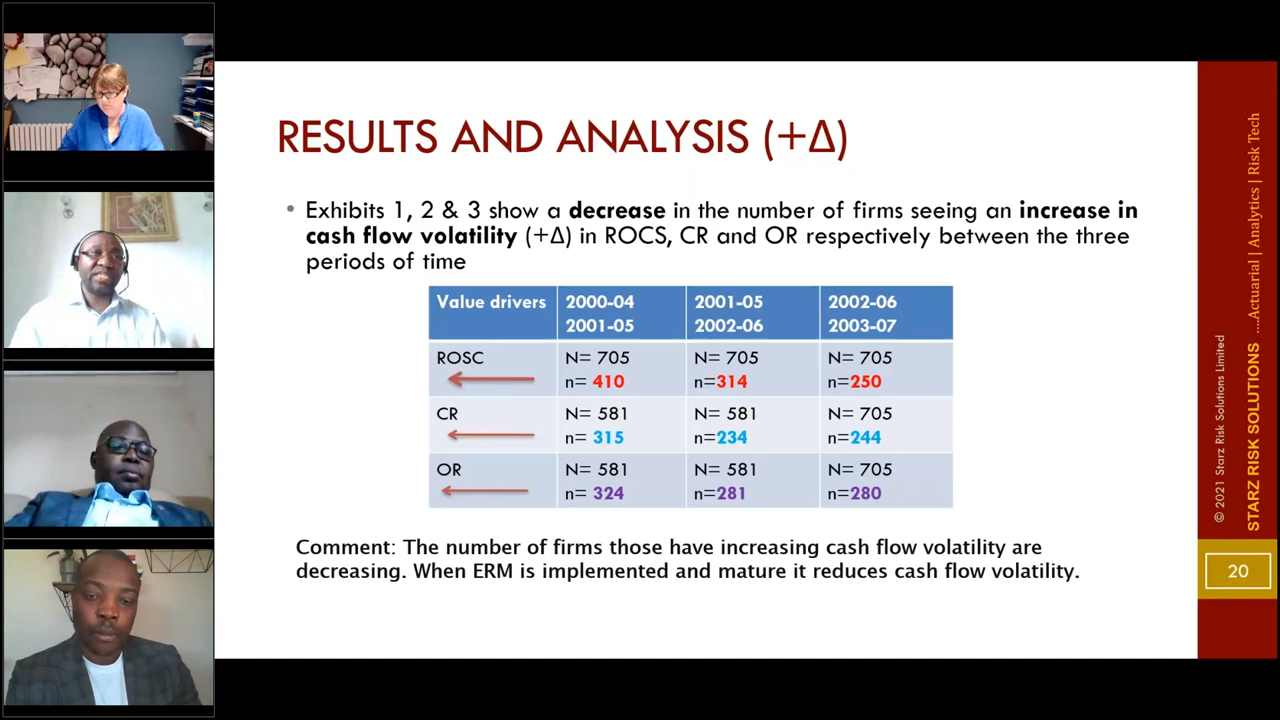 RESULTS AND ANALYSIS (+Δ)
• Exhibits 1, 2 & 3 show a decrease in the number of firms seeing an increase in
cash flow volatility (+Δ) in ROCS, CR and OR respectively between the three
periods of time
Value drivers 2000-04 2001-05 2002-06
2001-05 2002-06 2003-07
ROSC N= 705 N= 705 N= 705
n= 410 n=314 n=250
CR N= 581 N= 581 N= 705
n= 315 n=234 n=244
OR N= 581 N= 581 N= 705
n= 324 n=281 n=280
Comment: The number of firms those have increasing cash flow volatility are
decreasing. When ERM is implemented and mature it reduces cash flow volatility.
© 2021 Starz Risk Solutions Limited
STARZ RISK SOLUTIONS ....Actuarial | Analytics | Risk Tech
20